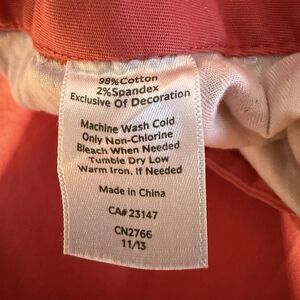 98%Cotton
2%Spandex
Exclusive Of Decoration
Machine Wash Cold
Only Non-Chlorine
Bleach When Needed
Tumble Dry Low
Warm Iron, If Needed
Made in China
CA# 23147
CN2766
11/13